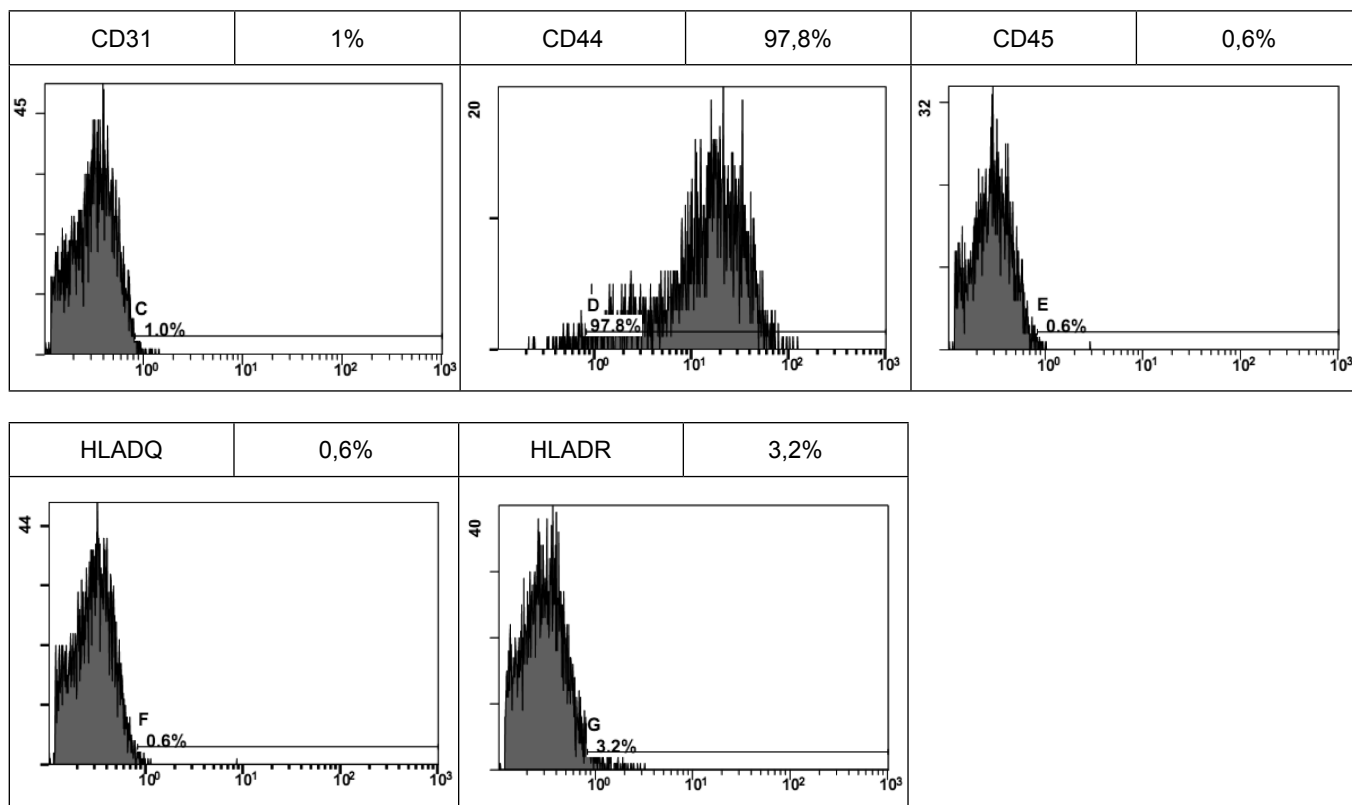 CD31 1% CD44 97,8% CD45 0,6%
45 20 32
C D E
1.0% 97.8% 0.6%
10⁰ 10¹ 10² 10³ 10⁰ 10¹ 10² 10³ 10⁰ 10¹ 10² 10³
HLADQ 0,6% HLADR 3,2%
44 40
F G
0.6% 3.2%
10⁰ 10¹ 10² 10³ 10⁰ 10¹ 10² 10³